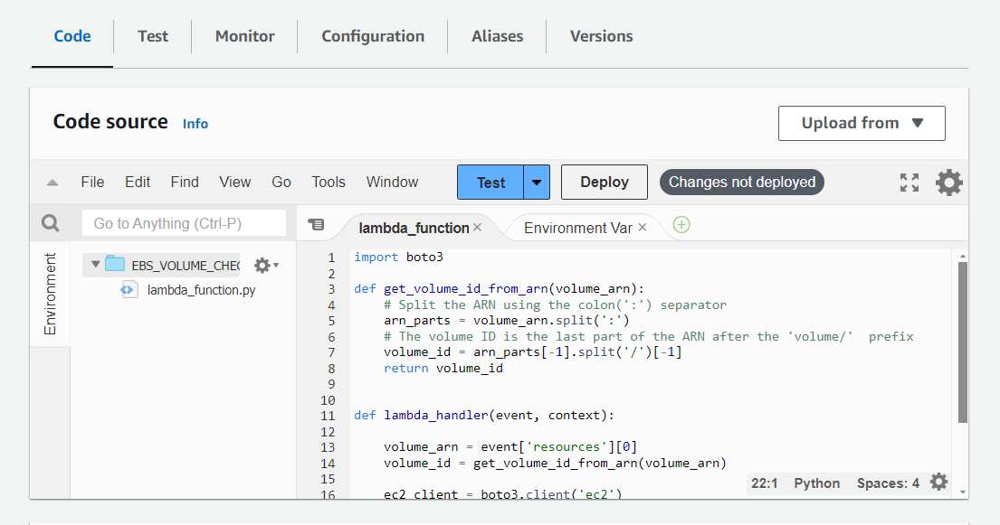 Code Test Monitor Configuration Aliases Versions
Code source Info
Upload from
File Edit Find View Go Tools Window Test Deploy Changes not deployed
Go to Anything (Ctrl-P)
lambda_function × Environment Var ×
Environment
EBS_VOLUME_CHEC
lambda_function.py
1 import boto3
2
3 def get_volume_id_from_arn(volume_arn):
4     # Split the ARN using the colon(':') separator
5     arn_parts = volume_arn.split(':')
6     # The volume ID is the last part of the ARN after the 'volume/'  prefix
7     volume_id = arn_parts[-1].split('/')[-1]
8     return volume_id
9
10
11 def lambda_handler(event, context):
12
13     volume_arn = event['resources'][0]
14     volume_id = get_volume_id_from_arn(volume_arn)
15
16     ec2_client = boto3.client('ec2')
22:1 Python Spaces: 4